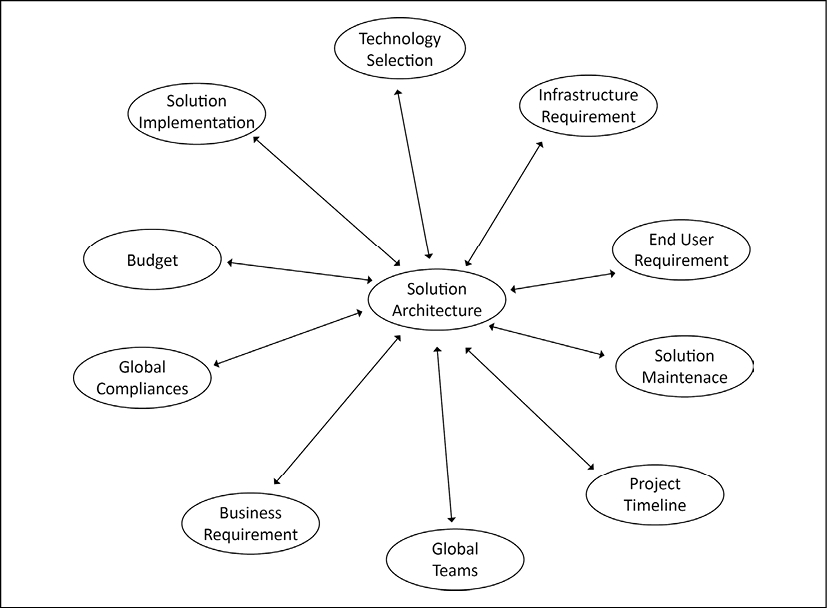 Technology
Selection
Solution
Implementation
Infrastructure
Requirement
Budget
End User
Requirement
Solution
Architecture
Global
Compliances
Solution
Maintenace
Business
Requirement
Project
Timeline
Global
Teams